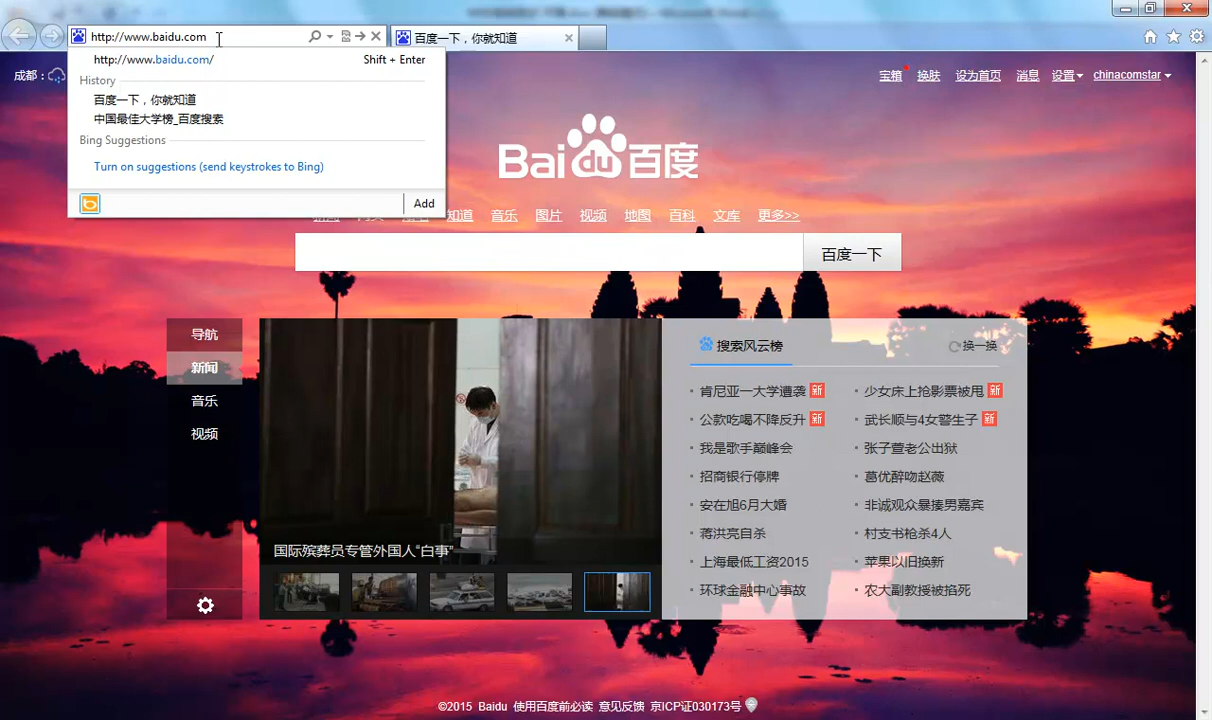 http://www.baidu.com
百度一下，你就知道
http://www.baidu.com/ Shift + Enter
History
百度一下，你就知道
中国最佳大学榜_百度搜索
Bing Suggestions
Turn on suggestions (send keystrokes to Bing)
Add
成都：
宝箱 换肤 设为首页 消息 设置 chinacomstar
Bai du 百度
知道 音乐 图片 视频 地图 百科 文库 更多>>
百度一下
导航
新闻
音乐
视频
国际殡葬员专管外国人“白事”
搜索风云榜 换一换
肯尼亚一大学遭袭 新 少女床上抢影票被甩 新
公款吃喝不降反升 新 武长顺与4女警生子 新
我是歌手巅峰会 张子萱老公出狱
招商银行停牌 葛优醉吻赵薇
安在旭6月大婚 非诚观众暴揍男嘉宾
蒋洪亮自杀 村支书枪杀4人
上海最低工资2015 苹果以旧换新
环球金融中心事故 农大副教授被掐死
©2015 Baidu 使用百度前必读 意见反馈 京ICP证030173号